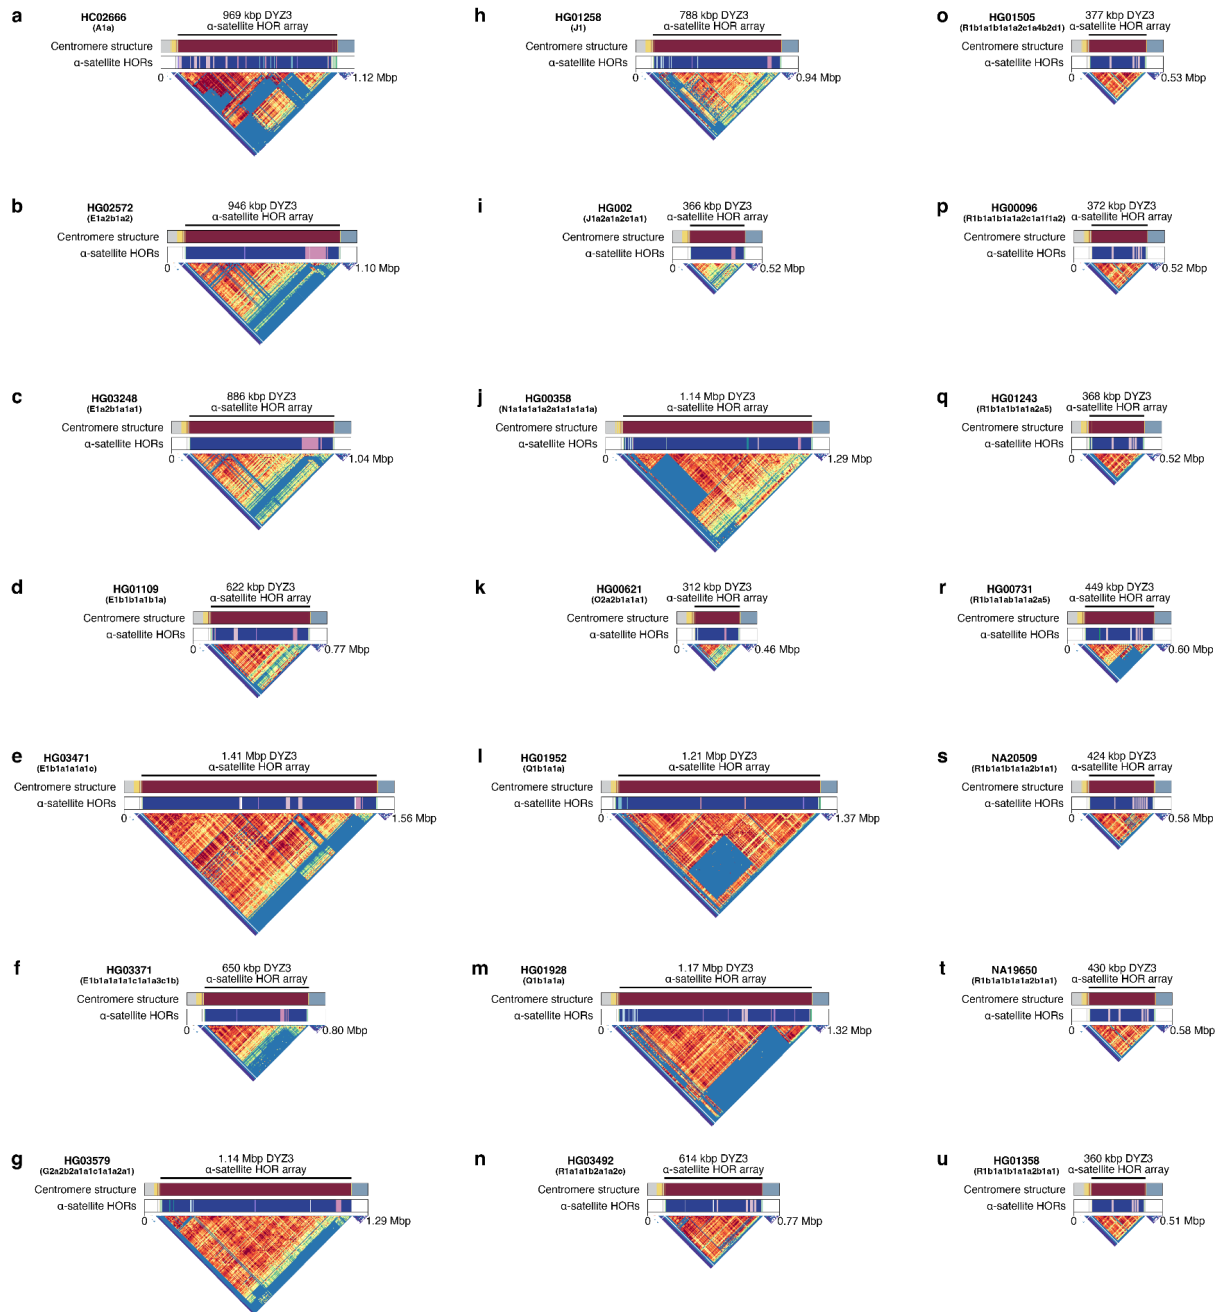 a
HC02666
(A1a)
969 kbp DYZ3
α-satellite HOR array
Centromere structure
α-satellite HORs
0
1.12 Mbp
b
HG02572
(E1a2b1a2)
946 kbp DYZ3
α-satellite HOR array
Centromere structure
α-satellite HORs
0
1.10 Mbp
c
HG03248
(E1a2b1a1a1)
886 kbp DYZ3
α-satellite HOR array
Centromere structure
α-satellite HORs
0
1.04 Mbp
d
HG01109
(E1b1b1a1b1a)
622 kbp DYZ3
α-satellite HOR array
Centromere structure
α-satellite HORs
0
0.77 Mbp
e
HG03471
(E1b1a1a1a1c)
1.41 Mbp DYZ3
α-satellite HOR array
Centromere structure
α-satellite HORs
0
1.56 Mbp
f
HG03371
(E1b1a1a1a1c1a1a3c1b)
650 kbp DYZ3
α-satellite HOR array
Centromere structure
α-satellite HORs
0
0.80 Mbp
g
HG03579
(G2a2b2a1a1c1a1a2a1)
1.14 Mbp DYZ3
α-satellite HOR array
Centromere structure
α-satellite HORs
0
1.29 Mbp
h
HG01258
(J1)
788 kbp DYZ3
α-satellite HOR array
Centromere structure
α-satellite HORs
0
0.94 Mbp
i
HG002
(J1a2a1a2c1a1)
366 kbp DYZ3
α-satellite HOR array
Centromere structure
α-satellite HORs
0
0.52 Mbp
j
HG00358
(N1a1a1a1a2a1a1a1a1a)
1.14 Mbp DYZ3
α-satellite HOR array
Centromere structure
α-satellite HORs
0
1.29 Mbp
k
HG00621
(O2a2b1a1a1)
312 kbp DYZ3
α-satellite HOR array
Centromere structure
α-satellite HORs
0
0.46 Mbp
l
HG01952
(Q1b1a1a)
1.21 Mbp DYZ3
α-satellite HOR array
Centromere structure
α-satellite HORs
0
1.37 Mbp
m
HG01928
(Q1b1a1a)
1.17 Mbp DYZ3
α-satellite HOR array
Centromere structure
α-satellite HORs
0
1.32 Mbp
n
HG03492
(R1a1a1b2a1a2c)
614 kbp DYZ3
α-satellite HOR array
Centromere structure
α-satellite HORs
0
0.77 Mbp
o
HG01505
(R1b1a1b1a1a2c1a4b2d1)
377 kbp DYZ3
α-satellite HOR array
Centromere structure
α-satellite HORs
0
0.53 Mbp
p
HG00096
(R1b1a1b1a1a2c1a1f1a2)
372 kbp DYZ3
α-satellite HOR array
Centromere structure
α-satellite HORs
0
0.52 Mbp
q
HG01243
(R1b1a1b1a1a2a5)
368 kbp DYZ3
α-satellite HOR array
Centromere structure
α-satellite HORs
0
0.52 Mbp
r
HG00731
(R1b1a1ab1a1a2a5)
449 kbp DYZ3
α-satellite HOR array
Centromere structure
α-satellite HORs
0
0.60 Mbp
s
NA20509
(R1b1a1b1a1a2b1a1)
424 kbp DYZ3
α-satellite HOR array
Centromere structure
α-satellite HORs
0
0.58 Mbp
t
NA19650
(R1b1a1b1a1a2b1a1)
430 kbp DYZ3
α-satellite HOR array
Centromere structure
α-satellite HORs
0
0.58 Mbp
u
HG01358
(R1b1a1b1a1a2b1a1)
360 kbp DYZ3
α-satellite HOR array
Centromere structure
α-satellite HORs
0
0.51 Mbp